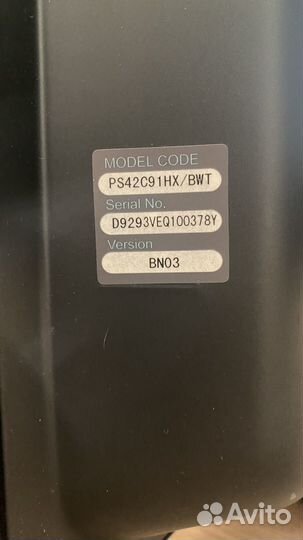 MODEL CODE
PS42C91HX/BWT
Serial No.
D9293VEQ100378Y
Version
BN03
Avito